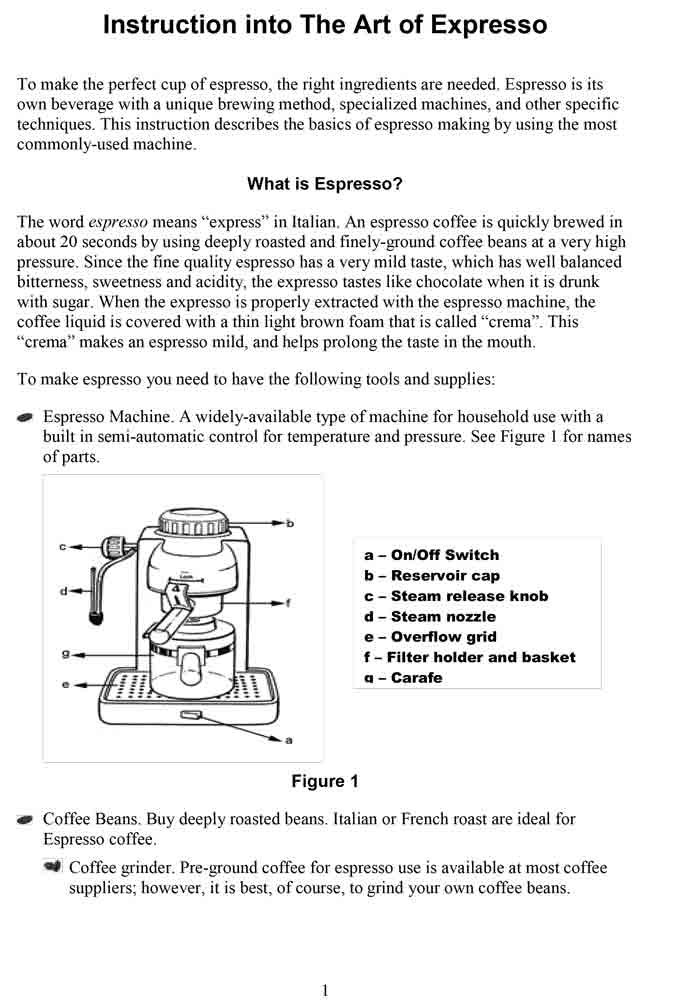 Instruction into The Art of Expresso
To make the perfect cup of espresso, the right ingredients are needed. Espresso is its
own beverage with a unique brewing method, specialized machines, and other specific
techniques. This instruction describes the basics of espresso making by using the most
commonly-used machine.
What is Espresso?
The word espresso means “express” in Italian. An espresso coffee is quickly brewed in
about 20 seconds by using deeply roasted and finely-ground coffee beans at a very high
pressure. Since the fine quality espresso has a very mild taste, which has well balanced
bitterness, sweetness and acidity, the expresso tastes like chocolate when it is drunk
with sugar. When the expresso is properly extracted with the espresso machine, the
coffee liquid is covered with a thin light brown foam that is called “crema”. This
“crema” makes an espresso mild, and helps prolong the taste in the mouth.
To make espresso you need to have the following tools and supplies:
Espresso Machine. A widely-available type of machine for household use with a
built in semi-automatic control for temperature and pressure. See Figure 1 for names
of parts.
b
c
d
f
g
e
a
a – On/Off Switch
b – Reservoir cap
c – Steam release knob
d – Steam nozzle
e – Overflow grid
f – Filter holder and basket
g – Carafe
Figure 1
Coffee Beans. Buy deeply roasted beans. Italian or French roast are ideal for
Espresso coffee.
Coffee grinder. Pre-ground coffee for espresso use is available at most coffee
suppliers; however, it is best, of course, to grind your own coffee beans.
1